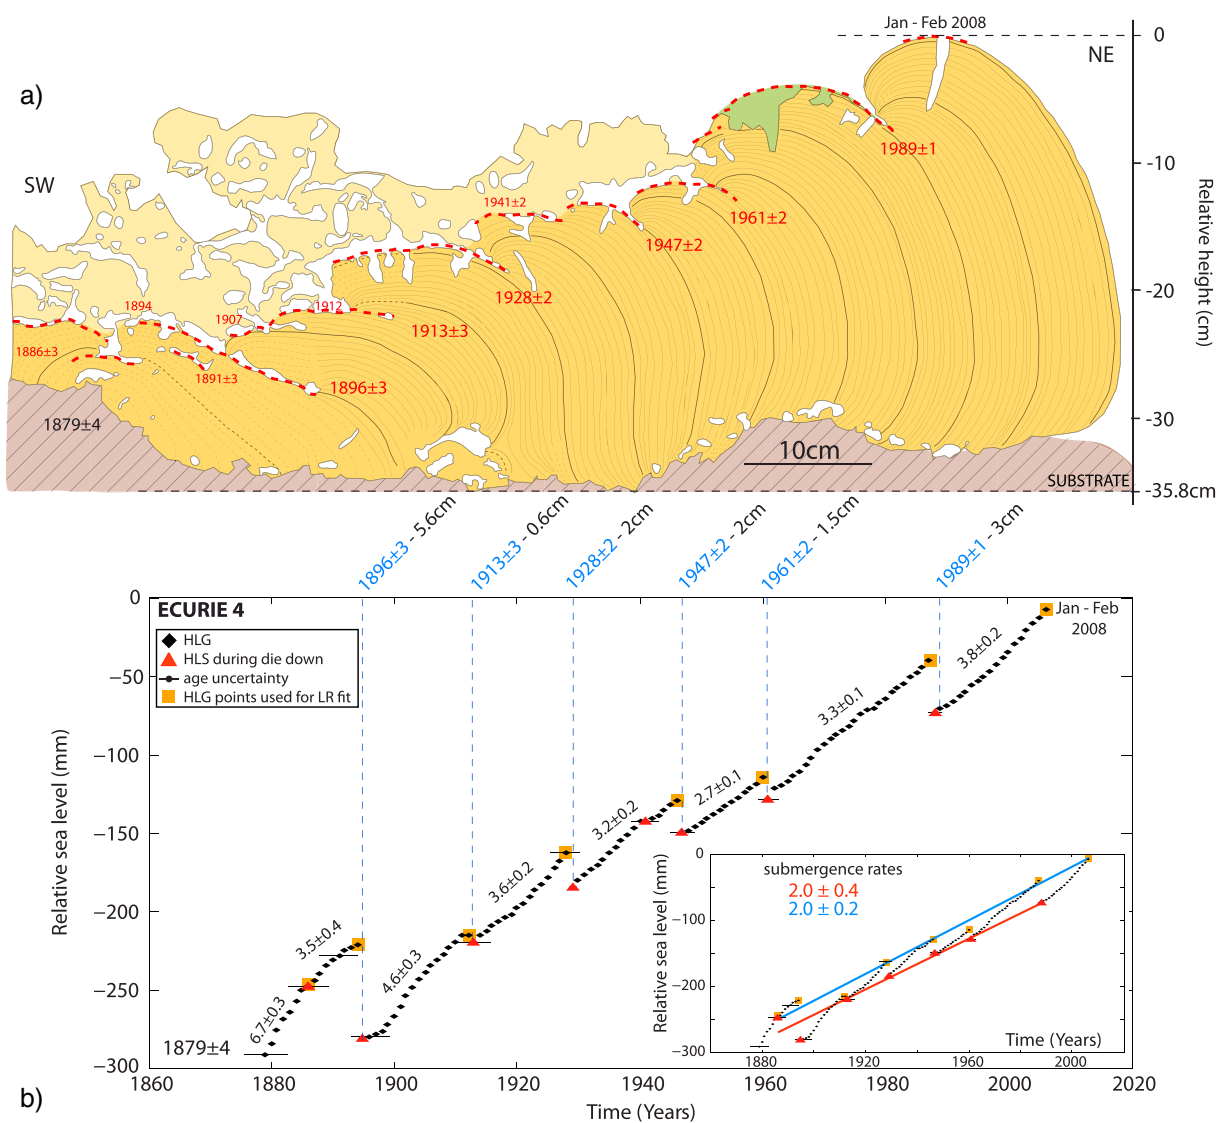 Jan - Feb 2008
0
NE
a)
1989±1
-10
SW
Relative height (cm)
1941±2
1961±2
1947±2
-20
1928±2
1894
1907
1912
1913±3
1886±3
1891±3
1896±3
1879±4
-30
10cm
SUBSTRATE
-35.8cm
1896±3 - 5.6cm
1913±3 - 0.6cm
1928±2 - 2cm
1947±2 - 2cm
1961±2 - 1.5cm
1989±1 - 3cm
ECURIE 4
HLG
HLS during die down
age uncertainty
HLG points used for LR fit
Jan - Feb
2008
0
−50
−100
−150
−200
−250
−300
Relative sea level (mm)
6.7±0.3
3.5±0.4
4.6±0.3
3.6±0.2
3.2±0.2
2.7±0.1
3.3±0.1
3.8±0.2
1879±4
submergence rates
2.0 ± 0.4
2.0 ± 0.2
0
−100
−200
−300
Relative sea level (mm)
Time (Years)
1880
1920
1960
2000
1860
1880
1900
1920
1940
1960
1980
2000
2020
Time (Years)
b)